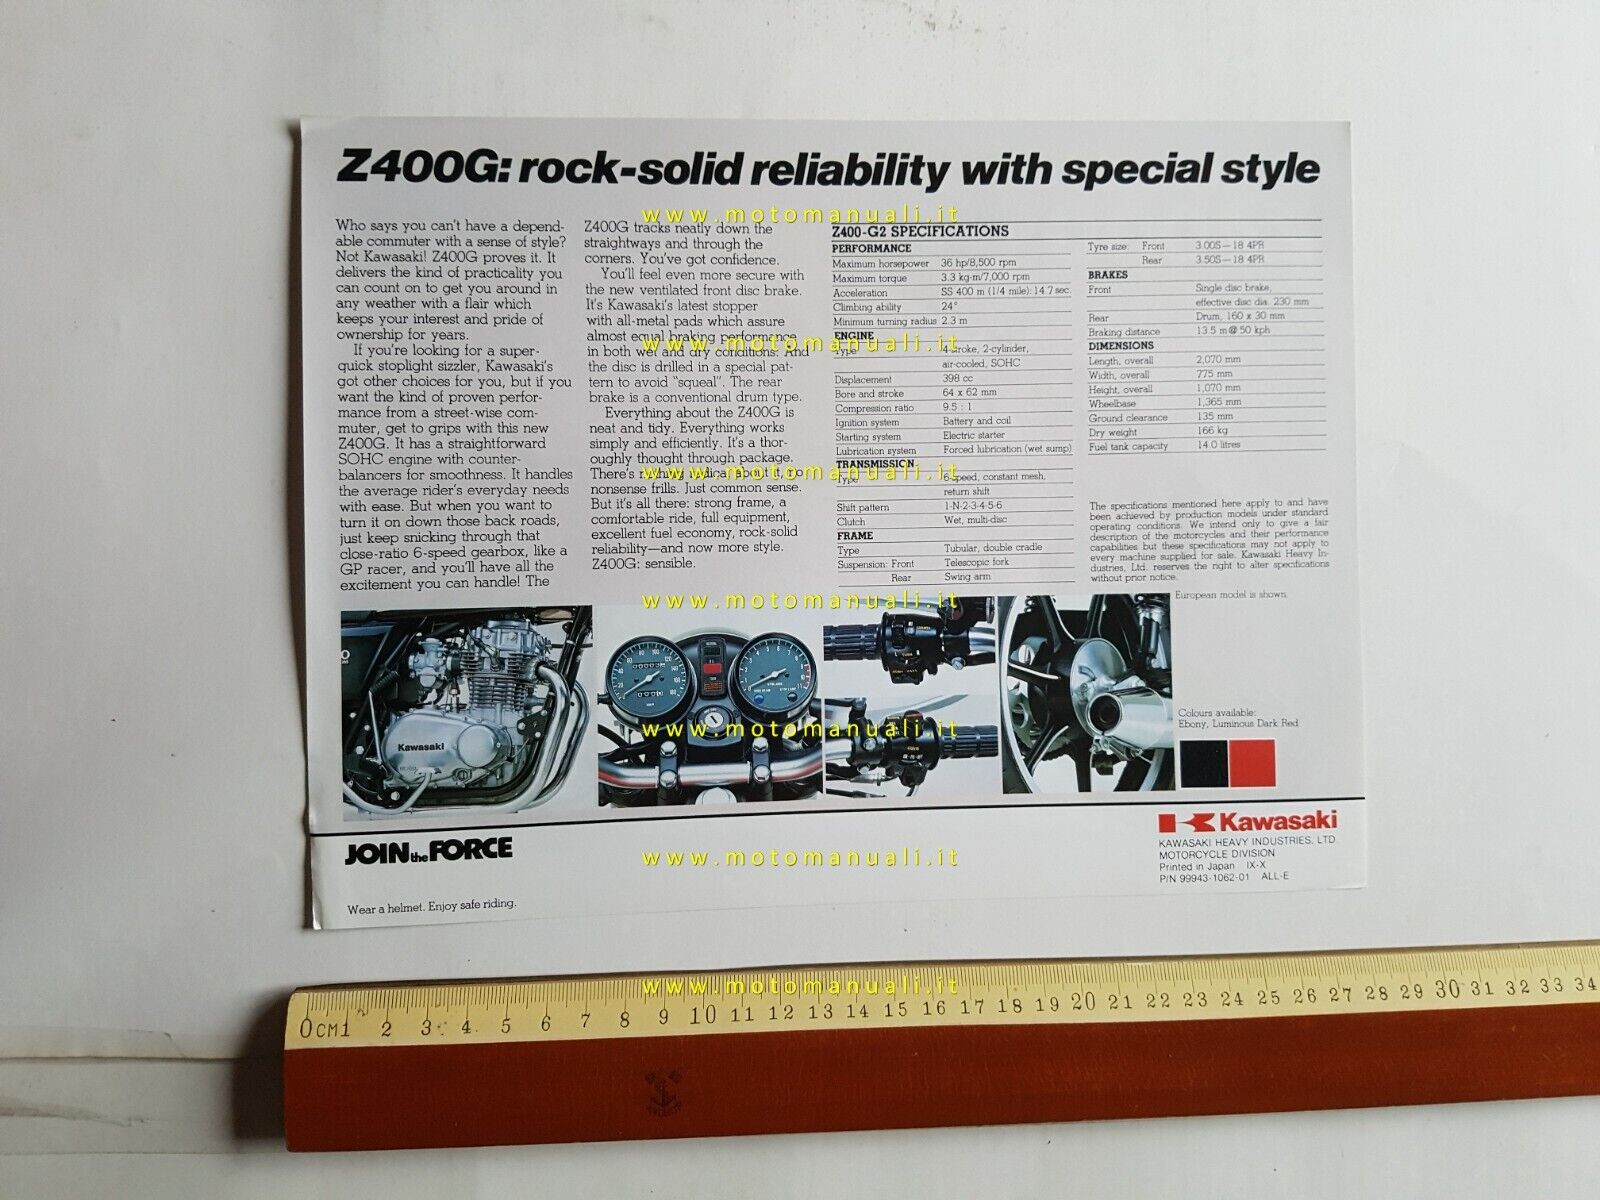 Z400G: rock-solid reliability with special style
Who says you can't have a depend-
able commuter with a sense of style?
Not Kawasaki! Z400G proves it. It
delivers the kind of practicality you
can count on to get you around in
any weather with a flair which
keeps your interest and pride of
ownership for years.
If you're looking for a super-
quick stoplight sizzler, Kawasaki's
got other choices for you, but if you
want the kind of proven perfor-
mance from a street-wise com-
muter, get to grips with this new
Z400G. It has a straightforward
SOHC engine with counter-
balancers for smoothness. It handles
the average rider's everyday needs
with ease. But when you want to
turn it on down those back roads,
just keep snicking through that
close-ratio 6-speed gearbox, like a
GP racer, and you'll have all the
excitement you can handle! The
Z400G tracks neatly down the
straightways and through the
corners. You've got confidence.
You'll feel even more secure with
the new ventilated front disc brake.
It's Kawasaki's latest stopper
with all-metal pads which assure
almost equal braking performance
in both wet and dry conditions. And
the disc is drilled in a special pat-
tern to avoid "squeal". The rear
brake is a conventional drum type.
Everything about the Z400G is
neat and tidy. Everything works
simply and efficiently. It's a thor-
oughly thought through package.
There's nothing radical about it, no
nonsense frills. Just common sense.
But it's all there: strong frame, a
comfortable ride, full equipment,
excellent fuel economy, rock-solid
reliability—and now more style.
Z400G: sensible.
Z400-G2 SPECIFICATIONS
PERFORMANCE
Maximum horsepower 36 hp/8,500 rpm
Maximum torque 3.3 kg-m/7,000 rpm
Acceleration SS 400 m (1/4 mile): 14.7 sec.
Climbing ability 24°
Minimum turning radius 2.3 m
ENGINE
Type 4-stroke, 2-cylinder,
air-cooled, SOHC
Displacement 398 cc
Bore and stroke 64 x 62 mm
Compression ratio 9.5 : 1
Ignition system Battery and coil
Starting system Electric starter
Lubrication system Forced lubrication (wet sump)
TRANSMISSION
Type 6-speed, constant mesh,
return shift
Shift pattern 1-N-2-3-4-5-6
Clutch Wet, multi-disc
FRAME
Type Tubular, double cradle
Suspension: Front Telescopic fork
Rear Swing arm
Tyre size: Front 3.00S—18 4PR
Rear 3.50S—18 4PR
BRAKES
Front Single disc brake,
effective disc dia. 230 mm
Rear Drum, 160 x 30 mm
Braking distance 13.5 m @ 50 kph
DIMENSIONS
Length, overall 2,070 mm
Width, overall 775 mm
Height, overall 1,070 mm
Wheelbase 1,365 mm
Ground clearance 135 mm
Dry weight 166 kg
Fuel tank capacity 14.0 litres
The specifications mentioned here apply to and have
been achieved by production models under standard
operating conditions. We intend only to give a fair
description of the motorcycles and their performance
capabilities but these specifications may not apply to
every machine supplied for sale. Kawasaki Heavy In-
dustries, Ltd. reserves the right to alter specifications
without prior notice.
European model is shown.
Kawasaki
Colours available:
Ebony, Luminous Dark Red
JOIN the FORCE
Wear a helmet. Enjoy safe riding.
Kawasaki
KAWASAKI HEAVY INDUSTRIES, LTD.
MOTORCYCLE DIVISION
Printed in Japan IX-X
P/N 99943-1062-01 ALL-E
www.motomanuali.it
www.motomanuali.it
www.motomanuali.it
www.motomanuali.it
www.motomanuali.it
www.motomanuali.it
www.motomanuali.it
0CM1 2 3 4 5 6 7 8 9 10 11 12 13 14 15 16 17 18 19 20 21 22 23 24 25 26 27 28 29 30 31 32 33 34